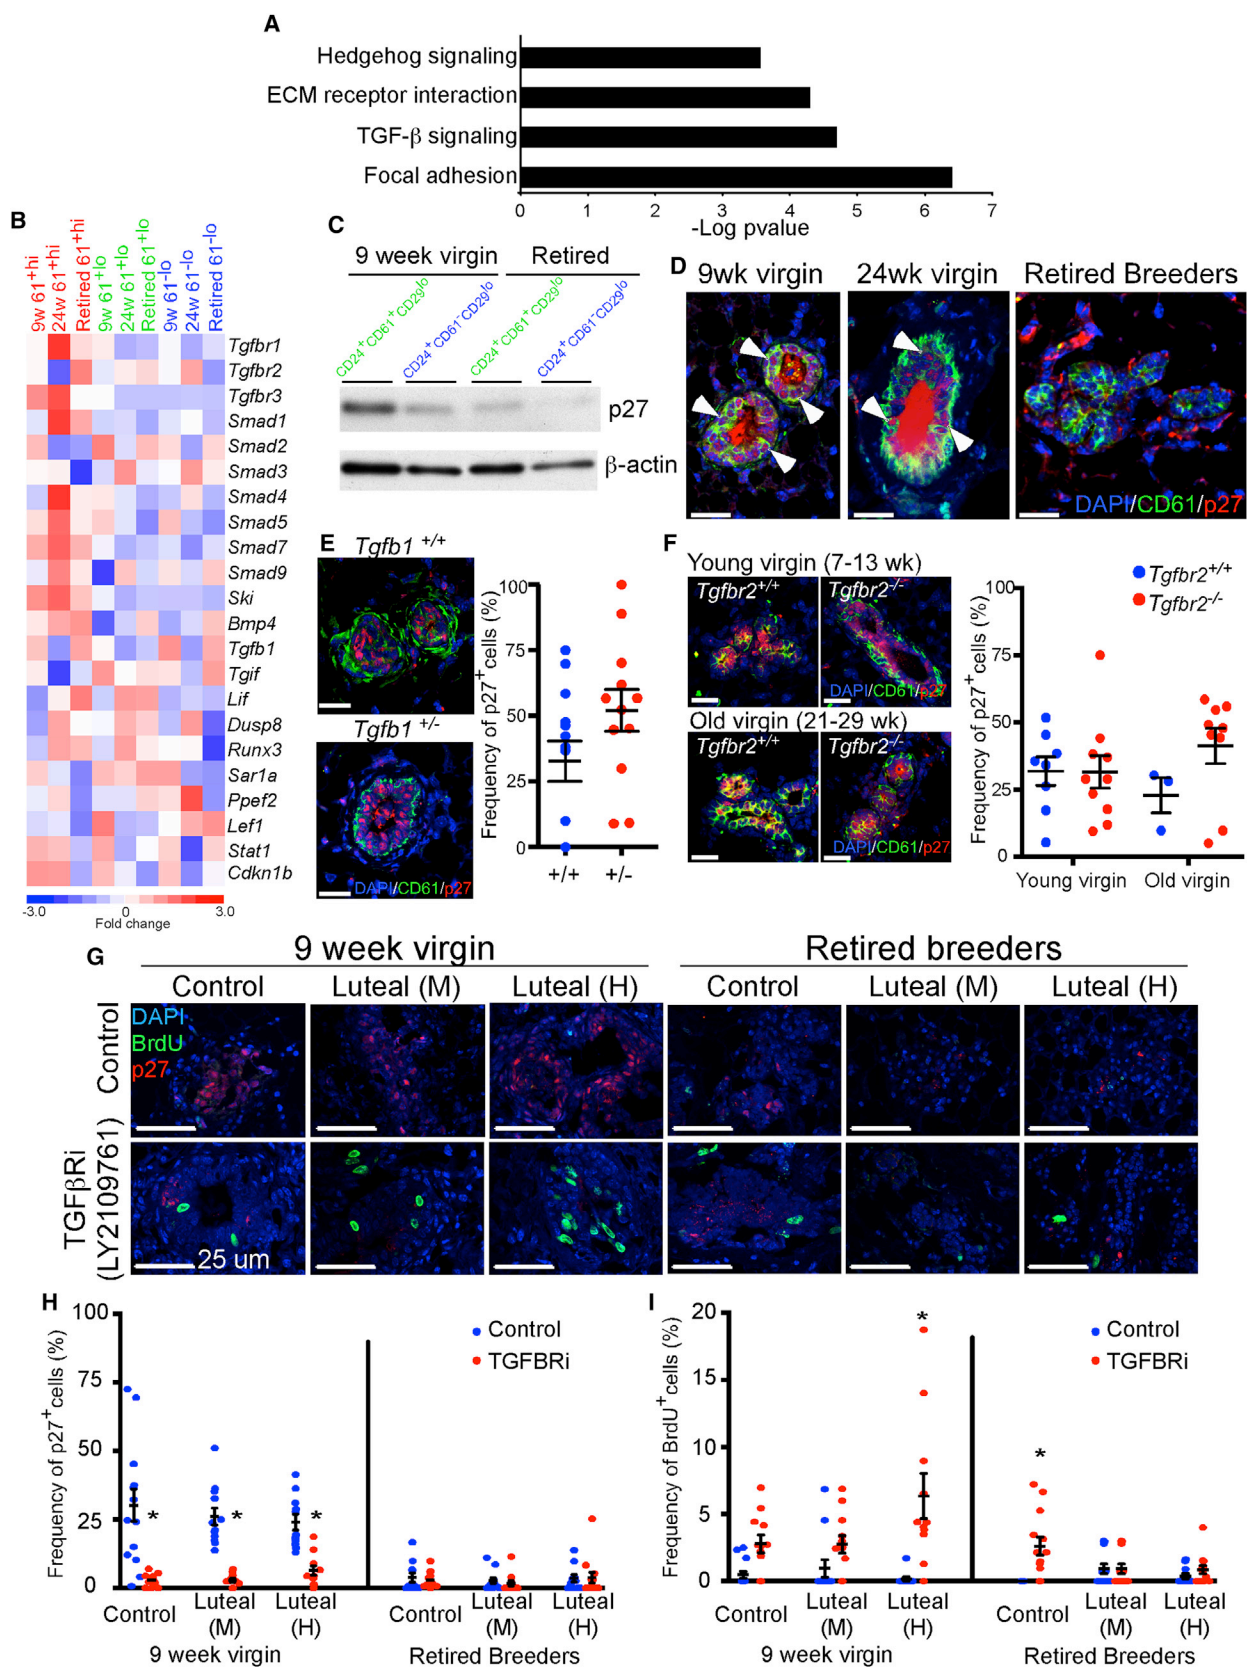 A
Hedgehog signaling
ECM receptor interaction
TGF-β signaling
Focal adhesion
0 1 2 3 4 5 6 7
-Log pvalue
B
9w 61+hi
24w 61+hi
Retired 61+hi
9w 61+lo
24w 61+lo
Retired 61+lo
9w 61-lo
24w 61-lo
Retired 61-lo
Tgfbr1
Tgfbr2
Tgfbr3
Smad1
Smad2
Smad3
Smad4
Smad5
Smad7
Smad9
Ski
Bmp4
Tgfb1
Tgif
Lif
Dusp8
Runx3
Sar1a
Ppef2
Lef1
Stat1
Cdkn1b
-3.0 0 3.0
Fold change
C
9 week virgin Retired
CD24+CD61+CD29lo
CD24+CD61-CD29lo
CD24+CD61+CD29lo
CD24+CD61-CD29lo
p27
β-actin
D
9wk virgin 24wk virgin Retired Breeders
DAPI/CD61/p27
E
Tgfb1 +/+
Tgfb1 +/-
DAPI/CD61/p27
Frequency of p27+cells (%)
100
75
50
25
0
+/+ +/-
F
Young virgin (7-13 wk)
Tgfbr2+/+ Tgfbr2-/-
DAPI/CD61/p27
Old virgin (21-29 wk)
Tgfbr2+/+ Tgfbr2-/-
DAPI/CD61/p27
Frequency of p27+cells (%)
100
75
50
25
0
Tgfbr2+/+
Tgfbr2-/-
Young virgin Old virgin
G
9 week virgin Retired breeders
Control Luteal (M) Luteal (H) Control Luteal (M) Luteal (H)
Control
DAPI
BrdU
p27
TGFβRi
(LY2109761)
25 um
H
Frequency of p27+cells (%)
100
75
50
25
0
Control
TGFBRi
* * *
Control Luteal (M) Luteal (H) Control Luteal (M) Luteal (H)
9 week virgin Retired Breeders
I
Frequency of BrdU+cells (%)
20
15
10
5
0
Control
TGFBRi
* *
Control Luteal (M) Luteal (H) Control Luteal (M) Luteal (H)
9 week virgin Retired Breeders